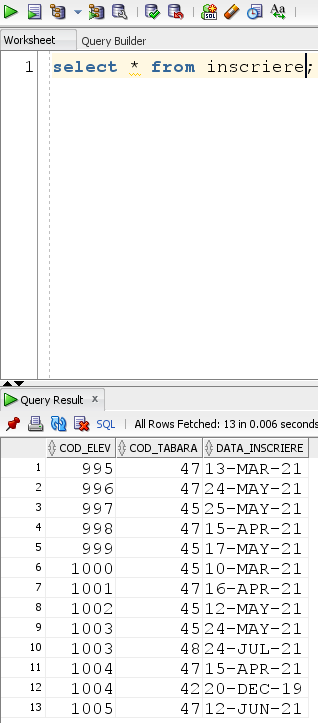 Worksheet Query Builder
1 select * from inscriere;
Query Result x
SQL | All Rows Fetched: 13 in 0.006 seconds
COD_ELEV COD_TABARA DATA_INSCRIERE
1 995 47 13-MAR-21
2 996 47 24-MAY-21
3 997 45 25-MAY-21
4 998 47 15-APR-21
5 999 45 17-MAY-21
6 1000 45 10-MAR-21
7 1001 47 16-APR-21
8 1002 45 12-MAY-21
9 1003 45 24-MAY-21
10 1003 48 24-JUL-21
11 1004 47 15-APR-21
12 1004 42 20-DEC-19
13 1005 47 12-JUN-21